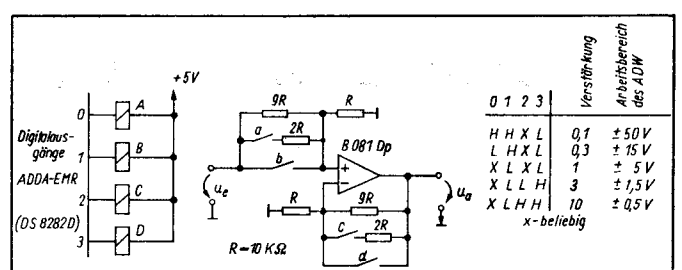 +5V
0 A
Digitalaus-
gänge
1 B
ADDA-EMR
2 C
(DS 8282D)
3 D
9R R
a 2R
b
B 081 Dp
+
−
u_e
u_a
R 9R
c 2R
d
R=10 KΩ
0 1 2 3 Verstärkung Arbeitsbereich des ADW
H H X L 0,1 ±50 V
L H X L 0,3 ±15 V
X L X L 1 ± 5 V
X L L H 3 ±1,5 V
X L H H 10 ±0,5 V
x-beliebig